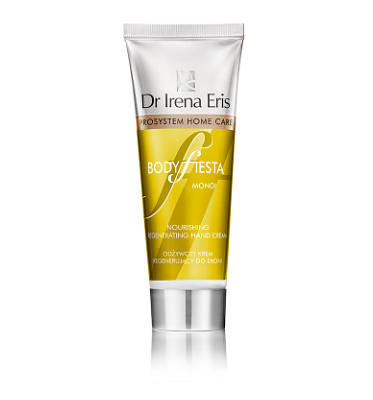 Dr Irena Eris
PROSYSTEM HOME CARE
BODY fIESTA
MONOI
NOURISHING
REGENERATING HAND CREAM
ODŻYWCZY KREM
REGENERUJĄCY DO DŁONI